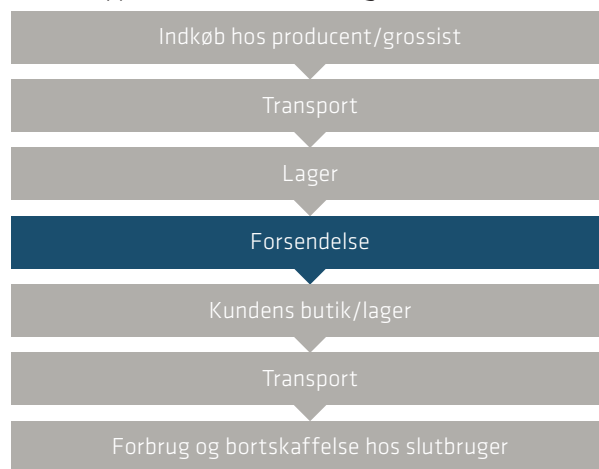 Indkøb hos producent/grossist
Transport
Lager
Forsendelse
Kundens butik/lager
Transport
Forbrug og bortskaffelse hos slutbruger